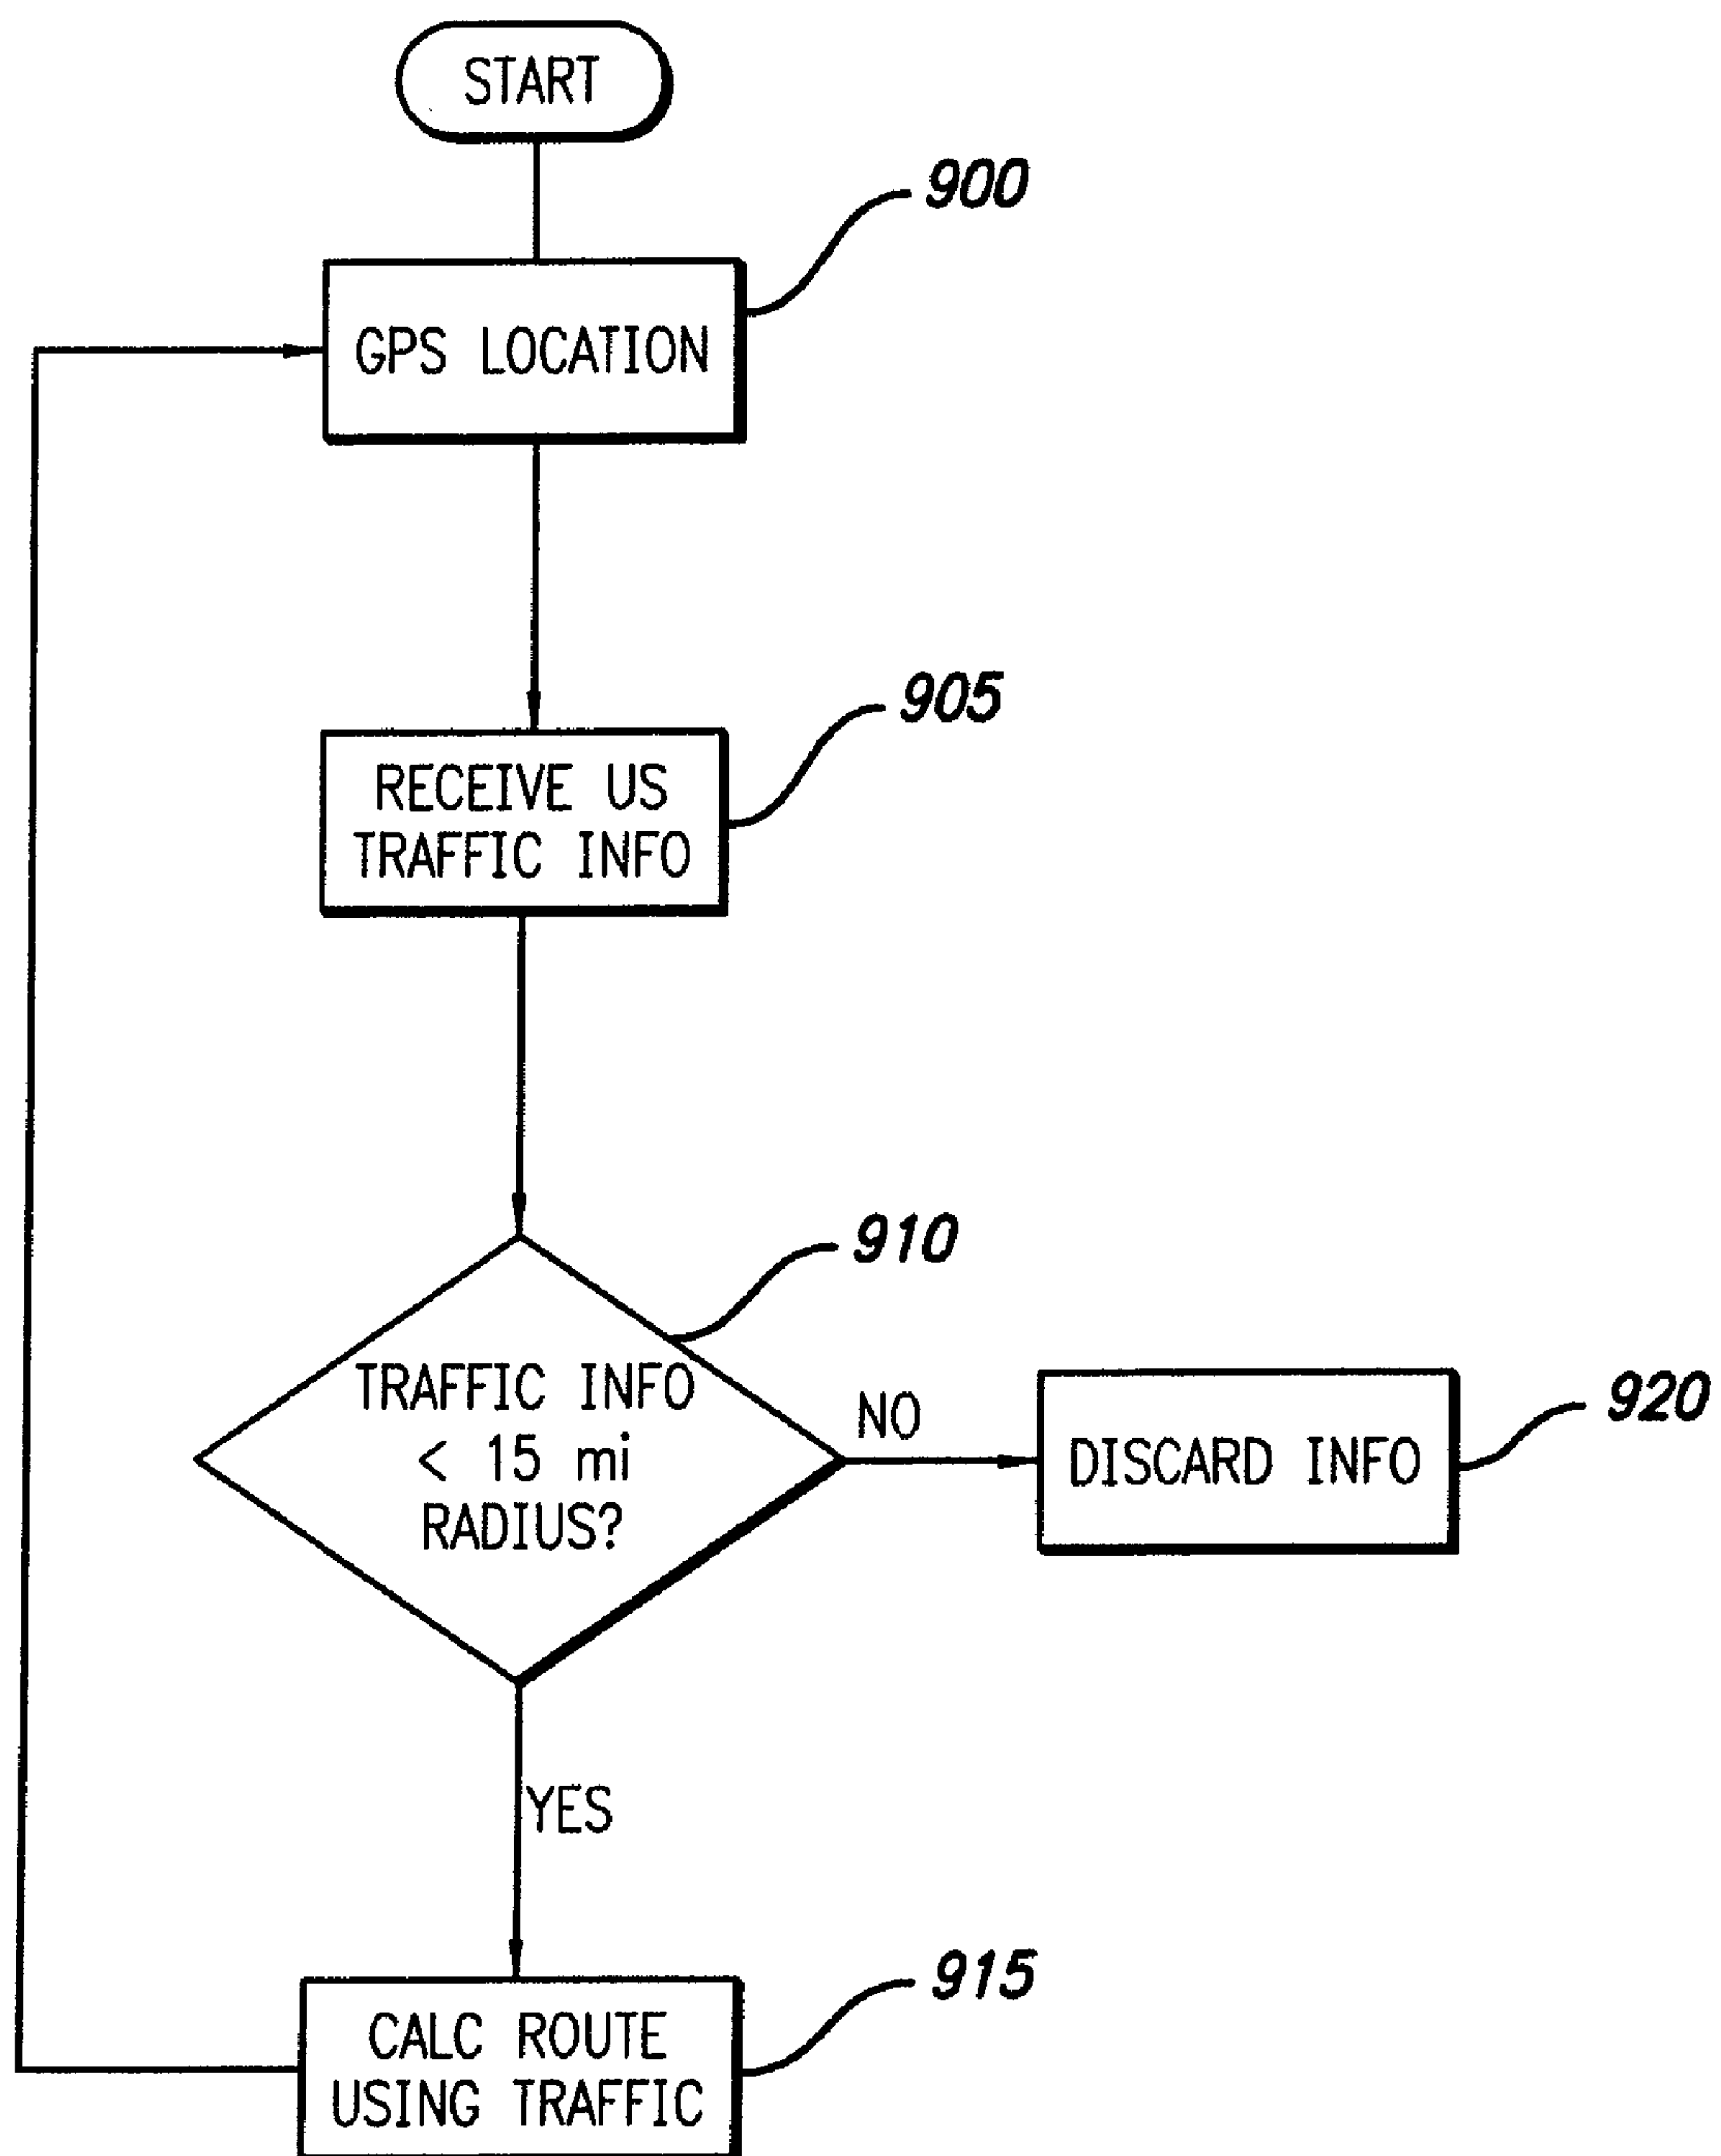 START
900
GPS LOCATION
905
RECEIVE US
TRAFFIC INFO
910
TRAFFIC INFO
< 15 mi
RADIUS?
NO
DISCARD INFO
920
YES
915
CALC ROUTE
USING TRAFFIC